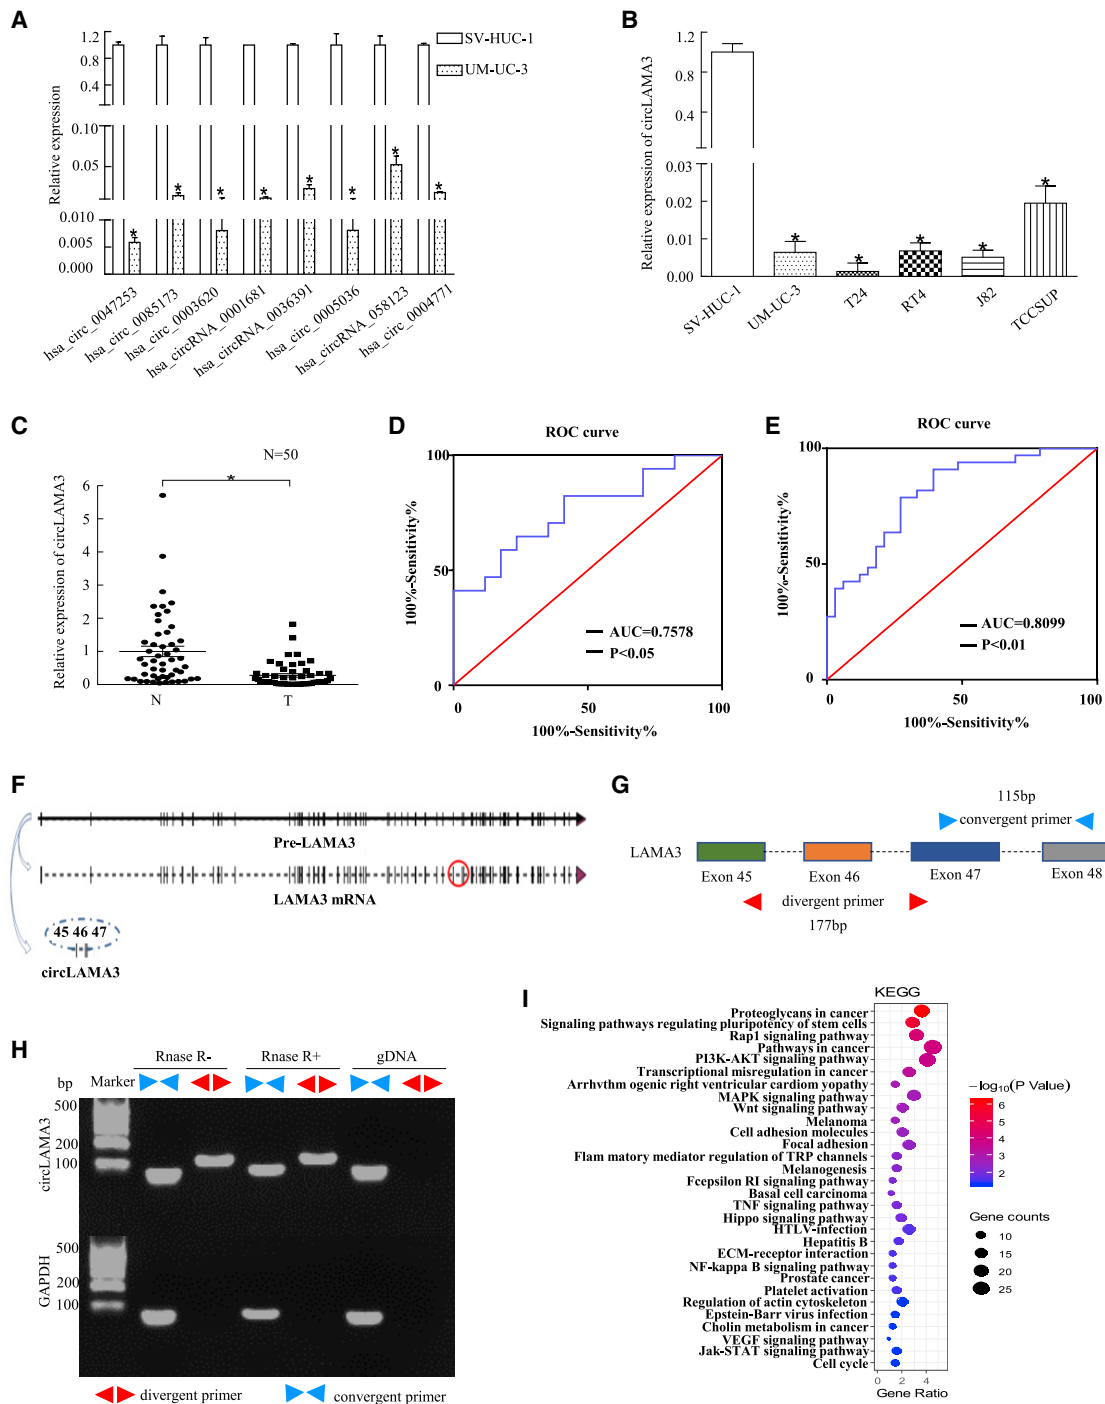 A
Relative expression
1.2
0.8
0.4
0.10
0.05
0.010
0.005
0.000
SV-HUC-1
UM-UC-3
* * * * * * * *
hsa_circ_0047253
hsa_circ_0085173
hsa_circ_0003620
hsa_circRNA_0001681
hsa_circRNA_0036391
hsa_circ_0005036
hsa_circRNA_058123
hsa_circ_0004771
B
Relative expression of circLAMA3
1.2
0.8
0.4
0.03
0.02
0.01
0.00
* * * * *
SV-HUC-1
UM-UC-3
T24
RT4
J82
TCCSUP
C
N=50
*
Relative expression of circLAMA3
6
5
4
3
2
1
0
N T
D
ROC curve
100%-Sensitivity%
100
50
0
AUC=0.7578
P<0.05
0 50 100
100%-Sensitivity%
E
ROC curve
100%-Sensitivity%
100
50
0
AUC=0.8099
P<0.01
0 50 100
100%-Sensitivity%
F
Pre-LAMA3
LAMA3 mRNA
45 46 47
circLAMA3
G
115bp
convergent primer
LAMA3
Exon 45
Exon 46
Exon 47
Exon 48
divergent primer
177bp
H
Rnase R- Rnase R+ gDNA
bp Marker
circLAMA3
500
200
100
GAPDH
500
200
100
divergent primer
convergent primer
I
KEGG
Proteoglycans in cancer
Signaling pathways regulating pluripotency of stem cells
Rap1 signaling pathway
Pathways in cancer
PI3K-AKT signaling pathway
Transcriptional misregulation in cancer
Arrhythm ogenic right ventricular cardiom yopathy
MAPK signaling pathway
Wnt signaling pathway
Melanoma
Cell adhesion molecules
Focal adhesion
Flam matory mediator regulation of TRP channels
Melanogenesis
Fcepsilon RI signaling pathway
Basal cell carcinoma
TNF signaling pathway
Hippo signaling pathway
HTLV-infection
Hepatitis B
ECM-receptor interaction
NF-kappa B signaling pathway
Prostate cancer
Platelet activation
Regulation of actin cytoskeleton
Epstein-Barr virus infection
Cholin metabolism in cancer
VEGF signaling pathway
Jak-STAT signaling pathway
Cell cycle
0 2 4
Gene Ratio
−log₁₀(P Value)
6
5
4
3
2
Gene counts
10
15
20
25